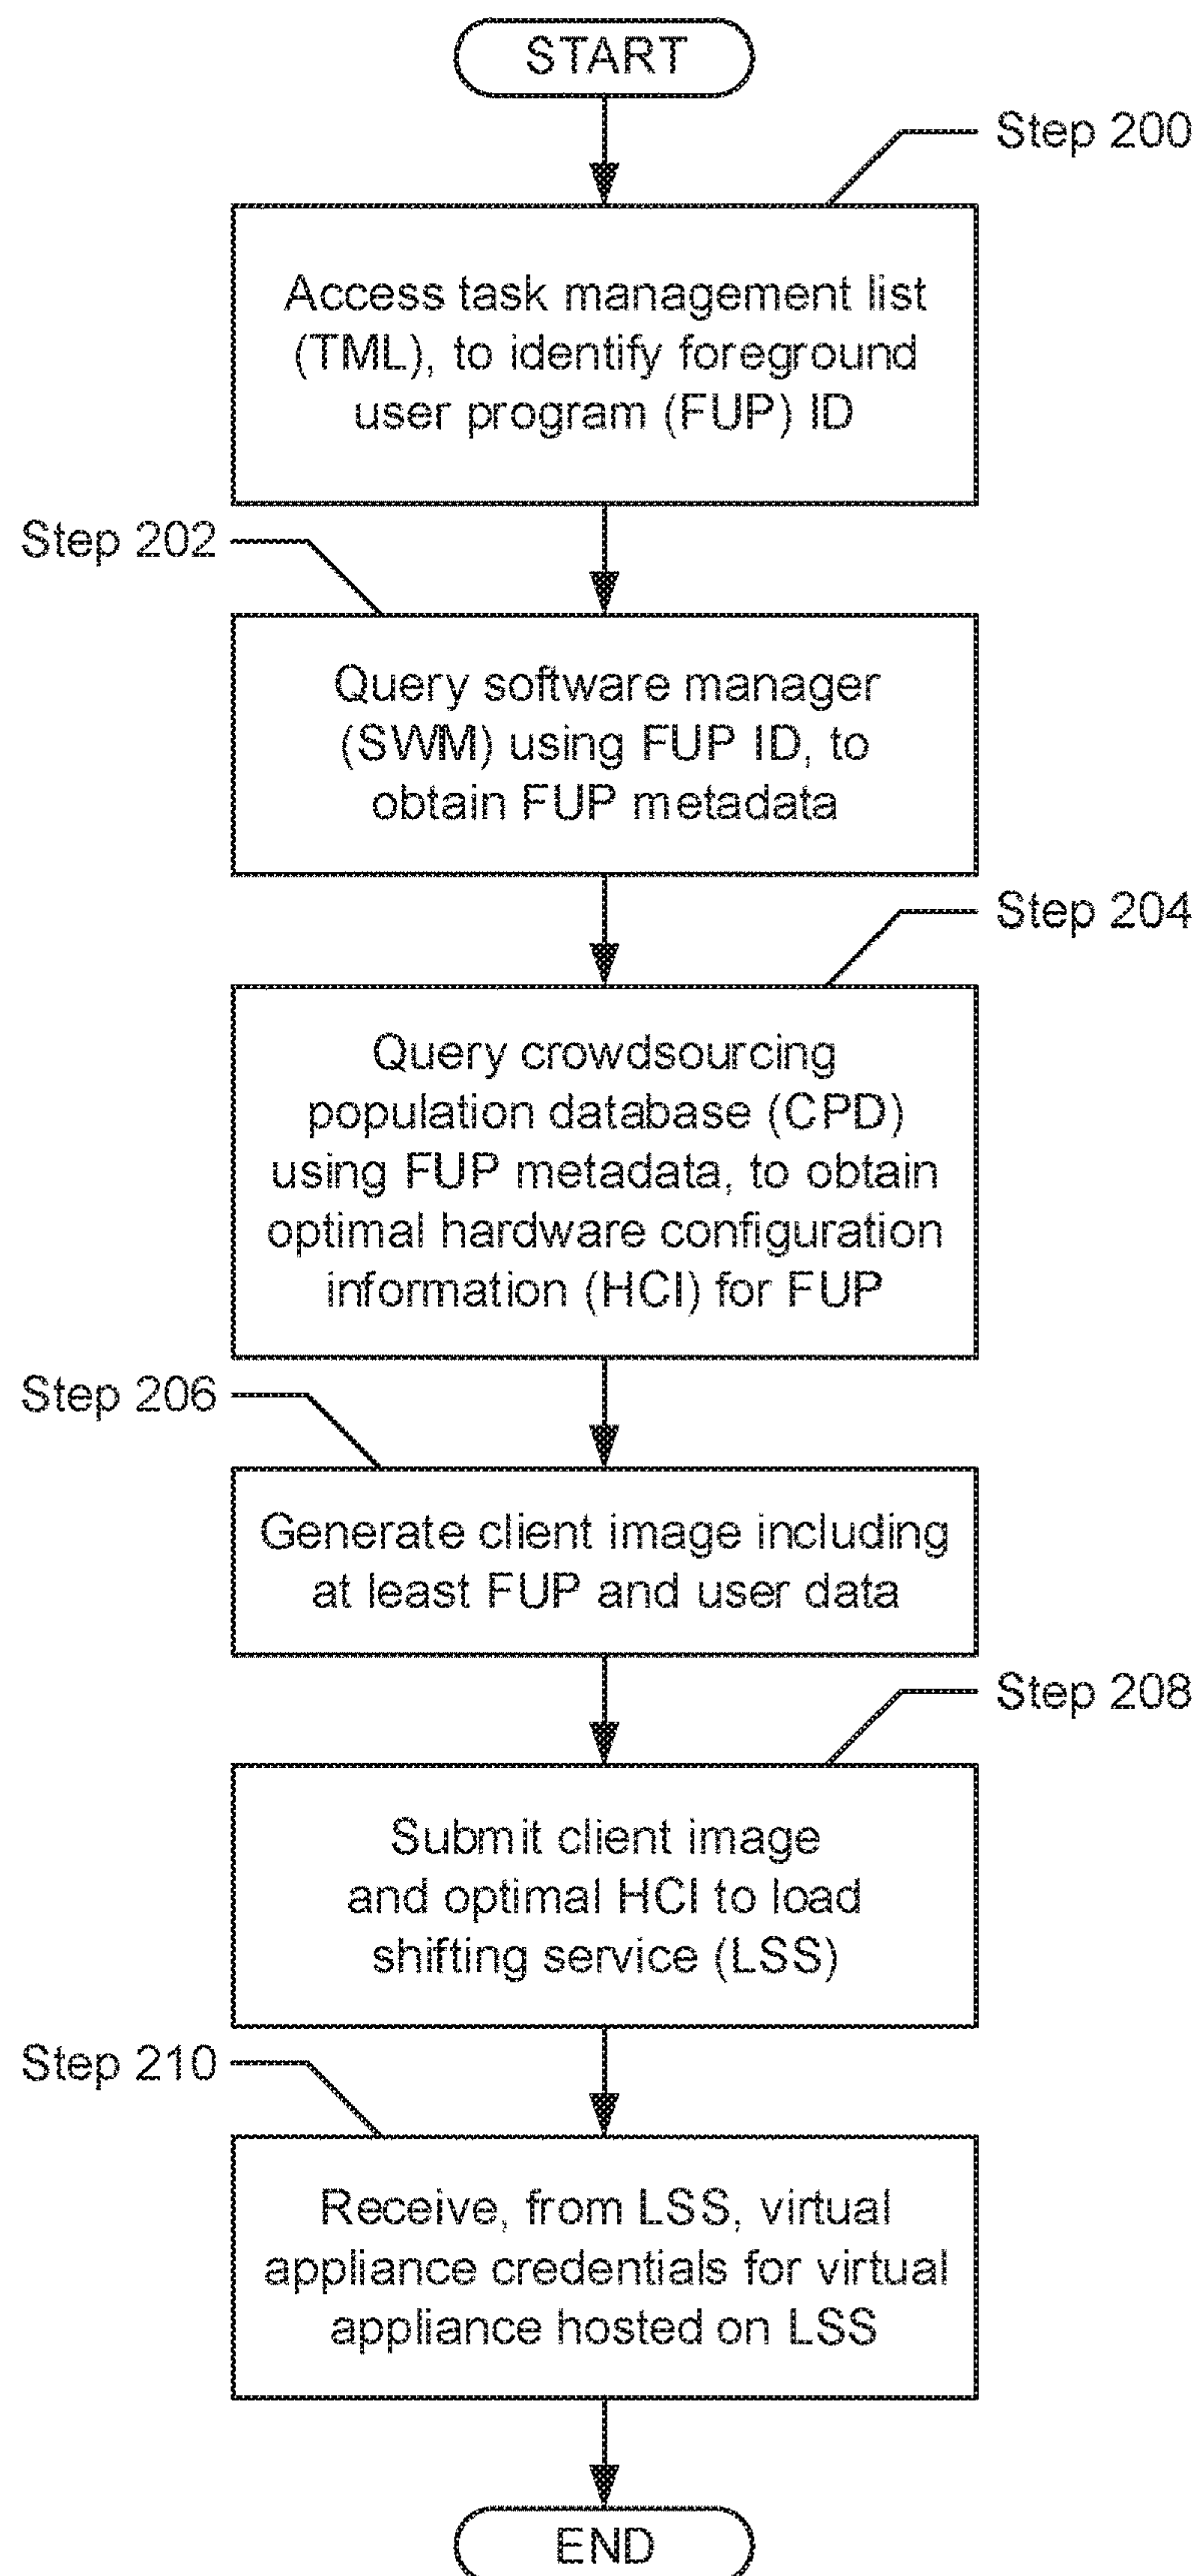 START
Step 200
Access task management list
(TML), to identify foreground
user program (FUP) ID
Step 202
Query software manager
(SWM) using FUP ID, to
obtain FUP metadata
Step 204
Query crowdsourcing
population database (CPD)
using FUP metadata, to obtain
optimal hardware configuration
information (HCI) for FUP
Step 206
Generate client image including
at least FUP and user data
Step 208
Submit client image
and optimal HCI to load
shifting service (LSS)
Step 210
Receive, from LSS, virtual
appliance credentials for virtual
appliance hosted on LSS
END